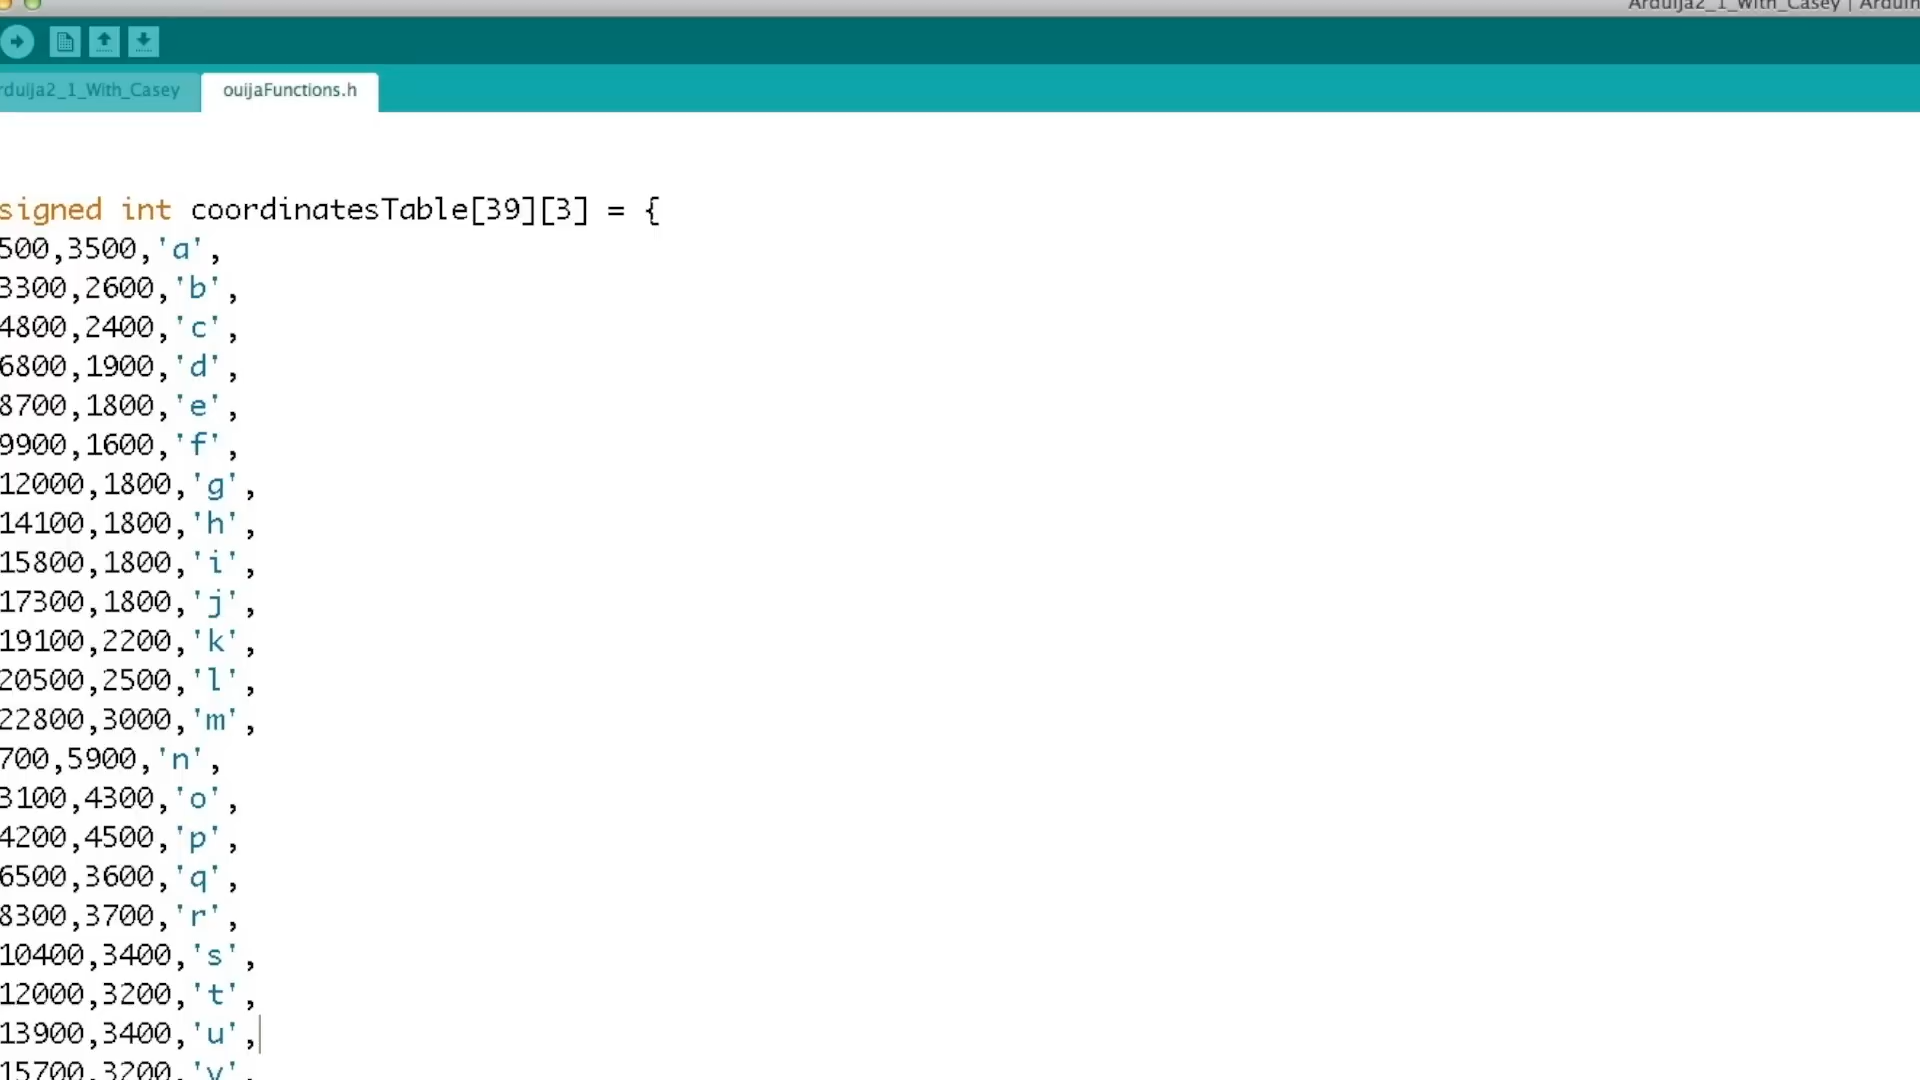 Arduija2_1_With_Casey | Arduin
rduija2_1_With_Casey
ouijaFunctions.h
signed int coordinatesTable[39][3] = {
500,3500,'a',
3300,2600,'b',
4800,2400,'c',
6800,1900,'d',
8700,1800,'e',
9900,1600,'f',
12000,1800,'g',
14100,1800,'h',
15800,1800,'i',
17300,1800,'j',
19100,2200,'k',
20500,2500,'l',
22800,3000,'m',
700,5900,'n',
3100,4300,'o',
4200,4500,'p',
6500,3600,'q',
8300,3700,'r',
10400,3400,'s',
12000,3200,'t',
13900,3400,'u',
15700,3200,'v',